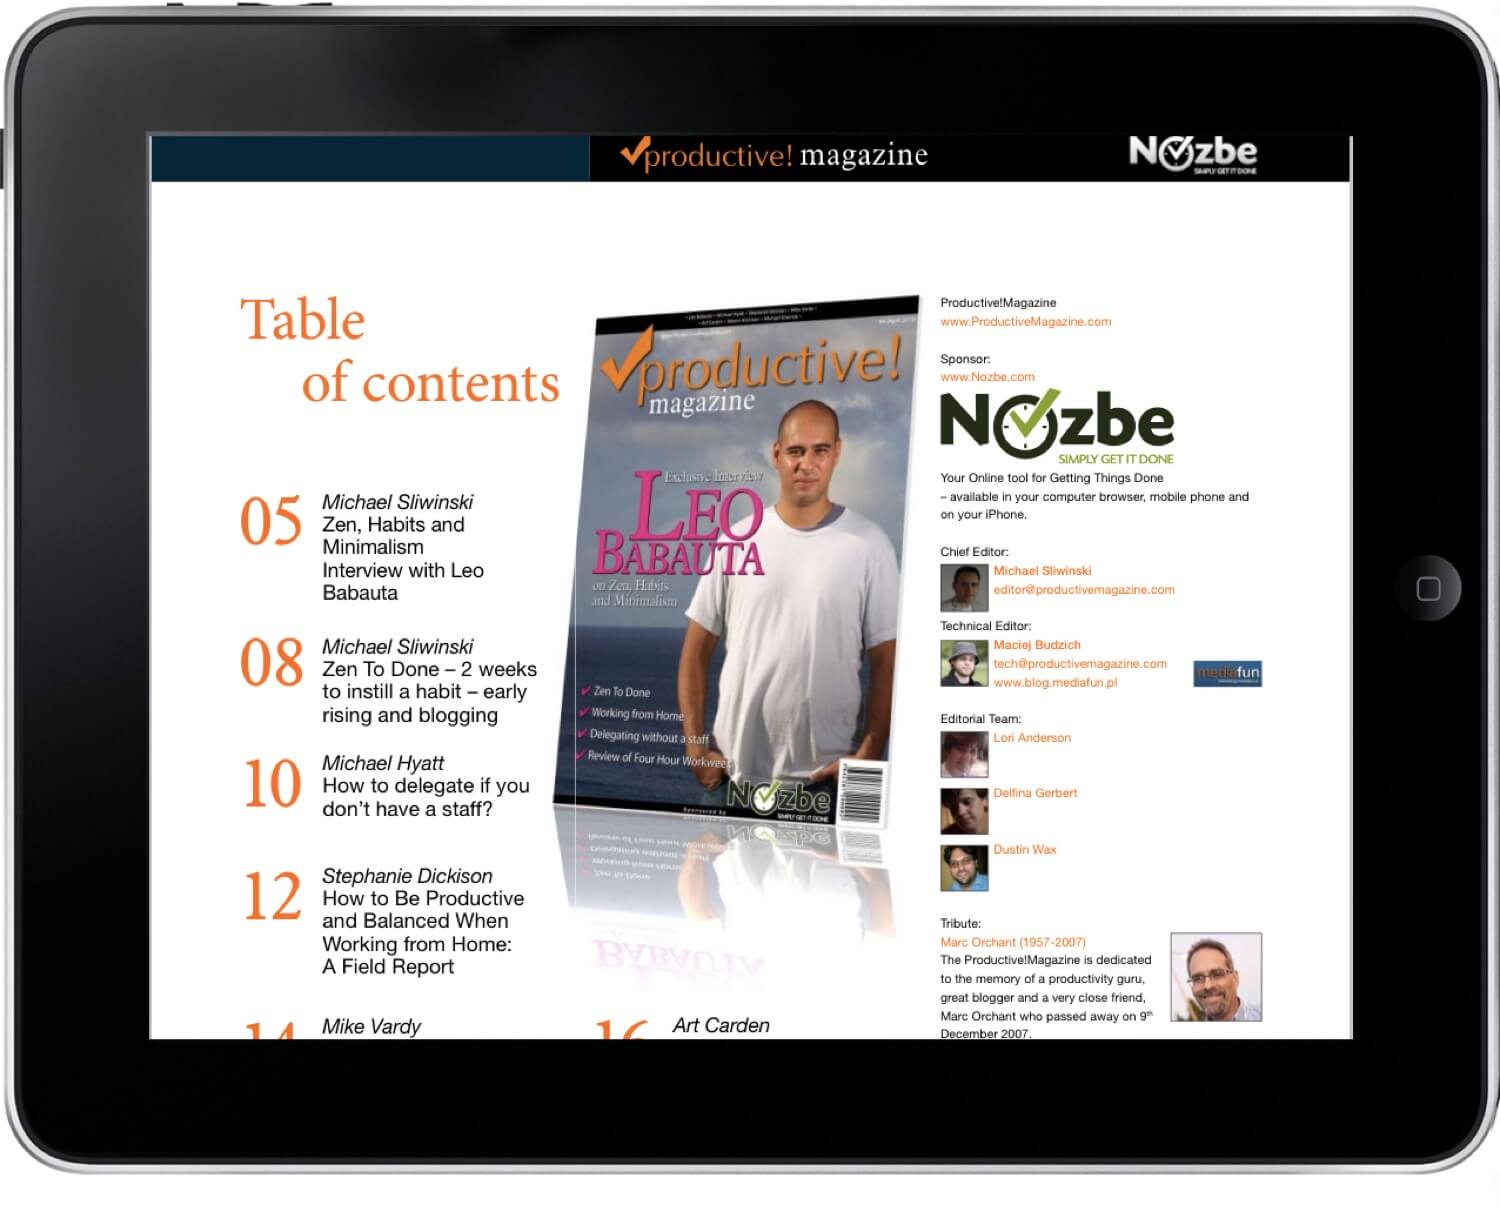 productive! magazine
NOzbe
SIMPLY GET IT DONE
Table
of contents
05
Michael Sliwinski
Zen, Habits and
Minimalism
Interview with Leo
Babauta
08
Michael Sliwinski
Zen To Done – 2 weeks
to instill a habit – early
rising and blogging
10
Michael Hyatt
How to delegate if you
don't have a staff?
12
Stephanie Dickison
How to Be Productive
and Balanced When
Working from Home:
A Field Report
14
Mike Vardy
16
Art Carden
productive!
magazine
Exclusive Interview
LEO
BABAUTA
on Zen, Habits
and Minimalism
Zen To Done
Working from Home
Delegating without a staff
Review of Four Hour Workweek
Sponsored by
NOzbe
SIMPLY GET IT DONE
Productive!Magazine
www.ProductiveMagazine.com
Sponsor:
www.Nozbe.com
NOzbe
SIMPLY GET IT DONE
Your Online tool for Getting Things Done
– available in your computer browser, mobile phone and
on your iPhone.
Chief Editor:
Michael Sliwinski
editor@productivemagazine.com
Technical Editor:
Maciej Budzich
tech@productivemagazine.com
www.blog.mediafun.pl
mediafun
Editorial Team:
Lori Anderson
Delfina Gerbert
Dustin Wax
Tribute:
Marc Orchant (1957-2007)
The Productive!Magazine is dedicated
to the memory of a productivity guru,
great blogger and a very close friend,
Marc Orchant who passed away on 9th
December 2007.